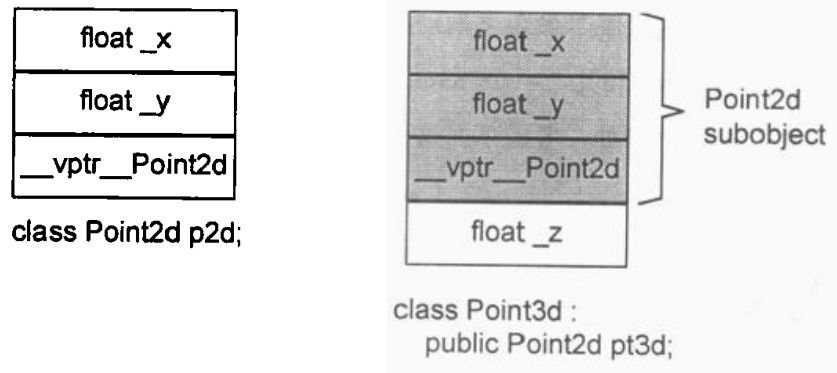 float _x
float _y
__vptr__Point2d
class Point2d p2d;
float _x
float _y
__vptr__Point2d
float _z
Point2d
subobject
class Point3d :
public Point2d pt3d;